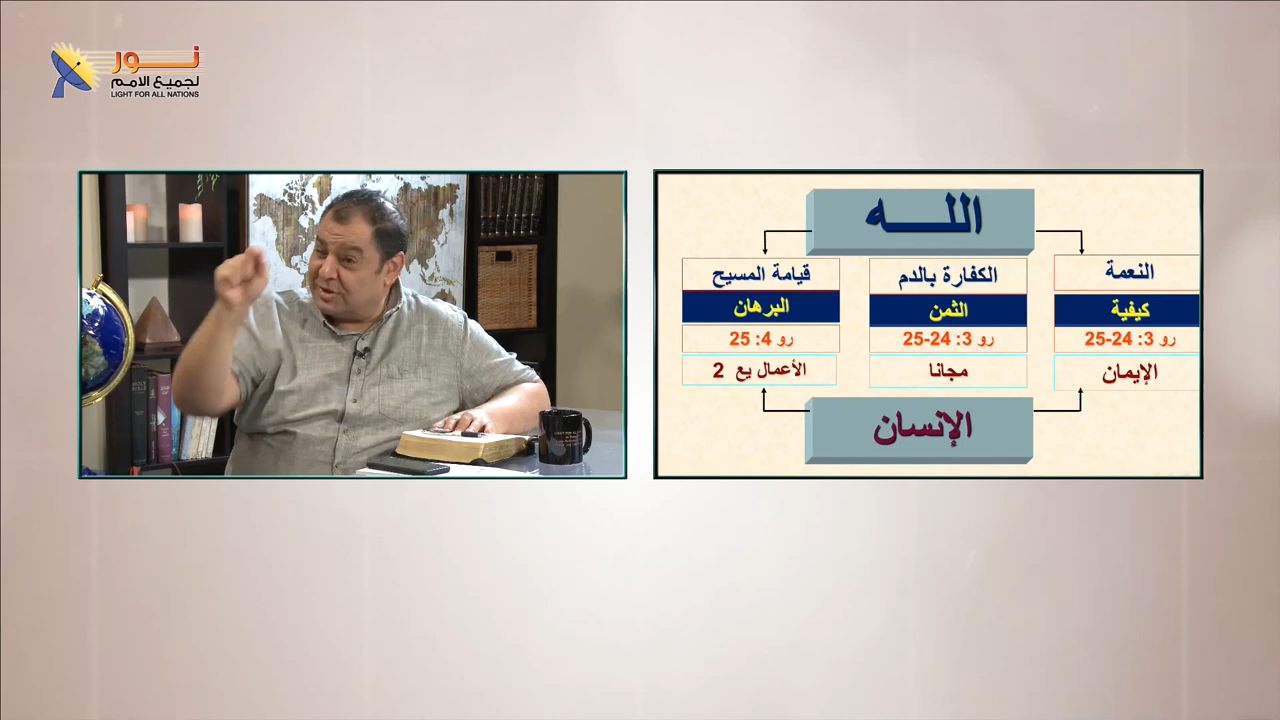 نور
لجميع الامم
LIGHT FOR ALL NATIONS
اللـــه
النعمة
كيفية
رو 3: 24-25
الإيمان
الكفارة بالدم
الثمن
رو 3: 24-25
مجانا
قيامة المسيح
البرهان
رو 4: 25
الأعمال يع 2
الإنسان